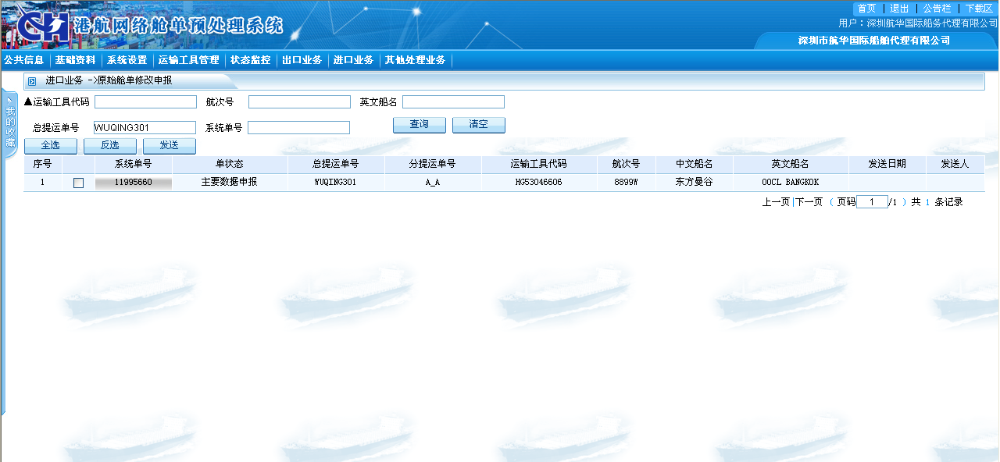 首页 | 退出 | 公告栏 | 下载区
CH 港航网络舱单预处理系统
用户：深圳航华国际船务代理有限公司
深圳市航华国际船舶代理有限公司
公共信息 基础资料 系统设置 运输工具管理 状态监控 出口业务 进口业务 其他处理业务
进口业务 ->原始舱单修改申报
我的收藏
▲运输工具代码 航次号 英文船名
总提运单号 WUQING301 系统单号 查询 清空
全选 反选 发送
序号 系统单号 单状态 总提运单号 分提运单号 运输工具代码 航次号 中文船名 英文船名 发送日期 发送人
1 11995660 主要数据申报 WUQING301 A_A HG53046606 8899W 东方曼谷 OOCL BANGKOK
上一页|下一页 ( 页码 1 /1 ) 共 1 条记录